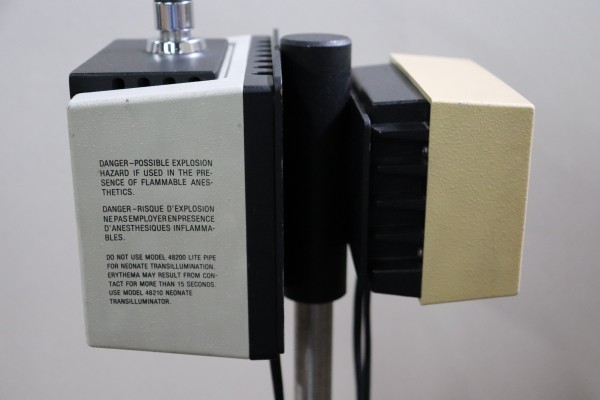 DANGER–POSSIBLE EXPLOSION
HAZARD IF USED IN THE PRE-
SENCE OF FLAMMABLE ANES-
THETICS.
DANGER–RISQUE D'EXPLOSION
NE PAS EMPLOYER EN PRESENCE
D'ANESTHESIQUES INFLAMMA-
BLES.
DO NOT USE MODEL 48200 LITE PIPE
FOR NEONATE TRANSILLUMINATION.
ERYTHEMA MAY RESULT FROM CON-
TACT FOR MORE THAN 15 SECONDS.
USE MODEL 48210 NEONATE
TRANSILLUMINATOR.